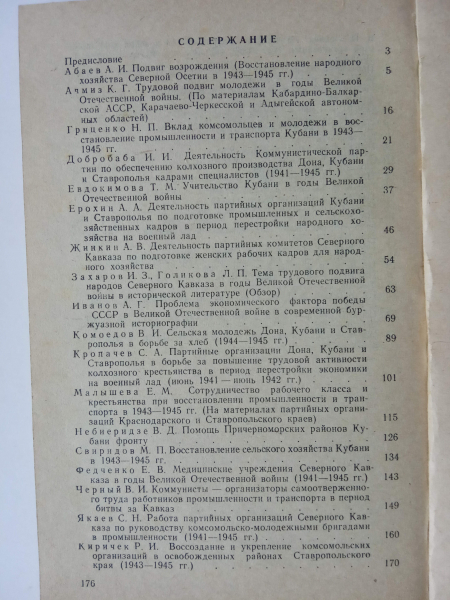 СОДЕРЖАНИЕ
Предисловие 3
Абаев А. И. Подвиг возрождения (Восстановление народного
хозяйства Северной Осетии в 1943—1945 гг.) 5
Ачмиз К. Г. Трудовой подвиг молодежи в годы Великой
Отечественной войны. (По материалам Кабардино-Балкар-
ской АССР, Карачаево-Черкесской и Адыгейской автоном-
ных областей) 16
Гриценко Н. П. Вклад комсомольцев и молодежи в вос-
становление промышленности и транспорта Кубани в 1943—
1945 гг. 21
Добробаба И. И. Деятельность Коммунистической пар-
тии по обеспечению колхозного производства Дона, Кубани
и Ставрополья кадрами специалистов (1941—1945 гг.) 29
Евдокимова Т. М. Учительство Кубани в годы Великой
Отечественной войны 37
Ерохин А. А. Деятельность партийных организаций Кубани
и Ставрополья по подготовке промышленных и сельскохо-
зяйственных кадров в период перестройки народного хо-
зяйства на военный лад 46
Жинкин А. В. Деятельность партийных комитетов Северного
Кавказа по подготовке женских рабочих кадров для народ-
ного хозяйства 54
Захаров И. З., Голикова Л. П. Тема трудового подвига
народов Северного Кавказа в годы Великой Отечественной
войны в исторической литературе (Обзор) 63
Иванов А. Г. Проблема экономического фактора победы
СССР в Великой Отечественной войне в современной бур-
жуазной историографии 69
Комоедов В. И. Сельская молодежь Дона, Кубани и Став-
рополья в борьбе за хлеб (1944—1945 гг.) 89
Кропачев С. А. Партийные организации Дона, Кубани и
Ставрополья в борьбе за повышение трудовой активности
колхозного крестьянства в период перестройки экономики
на военный лад (июнь 1941 — июнь 1942 гг.) 101
Малышева Е. М. Сотрудничество рабочего класса и
крестьянства при восстановлении промышленности и тран-
спорта в 1943—1945 гг. (На материалах партийных органи-
заций Краснодарского и Ставропольского краев) 115
Небиеридзе В. Д. Помощь Причерноморских районов Ку-
бани фронту 126
Свиридов М. П. Восстановление сельского хозяйства Кубани
в 1943—1945 гг. 134
Федченко Е. В. Медицинские учреждения Северного Кав-
каза в годы Великой Отечественной войны (1941—1945 гг.) 143
Черный В. И. Коммунисты — организаторы самоотверженно-
го труда работников промышленности и транспорта в период
битвы за Кавказ 149
Якаев С. Н. Работа партийных организаций Северного Кав-
каза по руководству комсомольско-молодежными бригадами
в промышленности (1941—1945 гг.) 160
Киричек Р. И. Воссоздание и укрепление комсомольских
организаций в освобожденных районах Ставропольского
края (1943—1945 гг.) 170
176